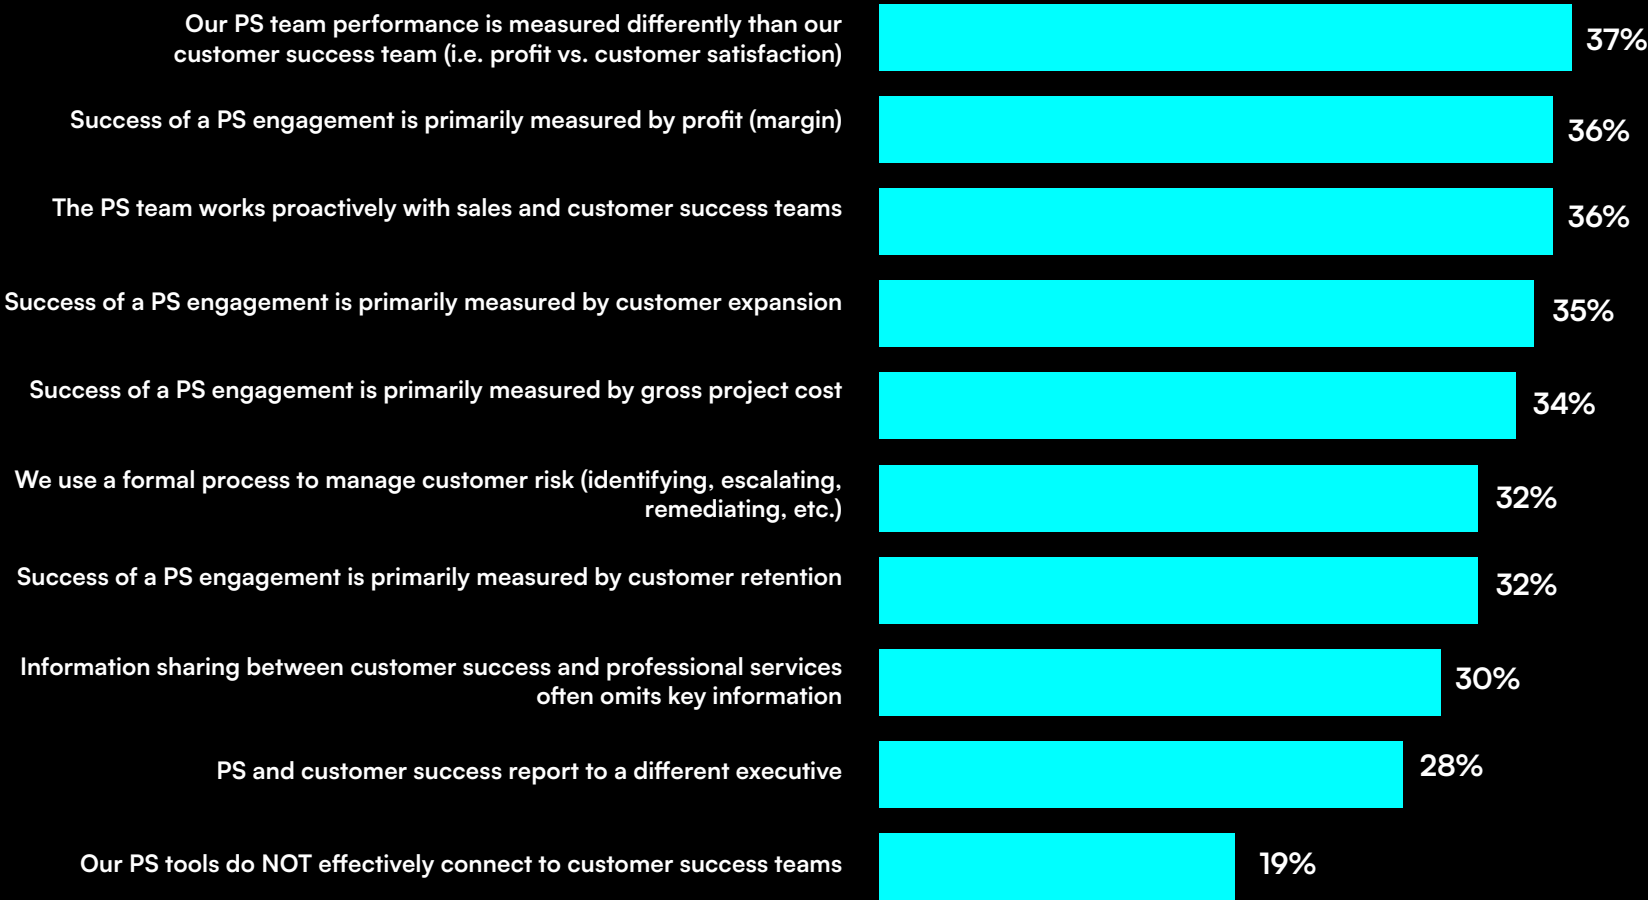 Our PS team performance is measured differently than our
customer success team (i.e. profit vs. customer satisfaction)
37%
Success of a PS engagement is primarily measured by profit (margin)
36%
The PS team works proactively with sales and customer success teams
36%
Success of a PS engagement is primarily measured by customer expansion
35%
Success of a PS engagement is primarily measured by gross project cost
34%
We use a formal process to manage customer risk (identifying, escalating,
remediating, etc.)
32%
Success of a PS engagement is primarily measured by customer retention
32%
Information sharing between customer success and professional services
often omits key information
30%
PS and customer success report to a different executive
28%
Our PS tools do NOT effectively connect to customer success teams
19%